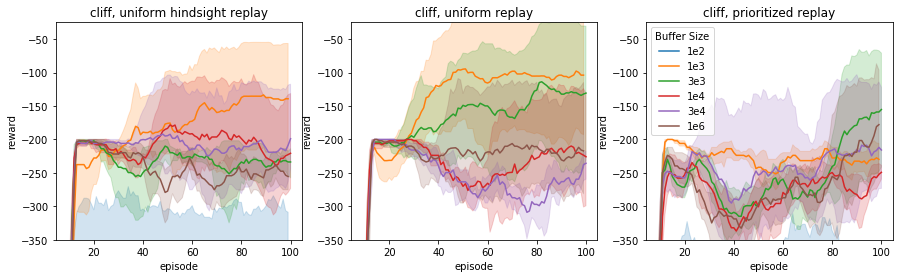 cliff, uniform hindsight replay
reward
−50
−100
−150
−200
−250
−300
−350
20 40 60 80 100
episode
cliff, uniform replay
reward
−50
−100
−150
−200
−250
−300
−350
20 40 60 80 100
episode
cliff, prioritized replay
reward
−50
−100
−150
−200
−250
−300
−350
20 40 60 80 100
episode
Buffer Size
1e2
1e3
3e3
1e4
3e4
1e6